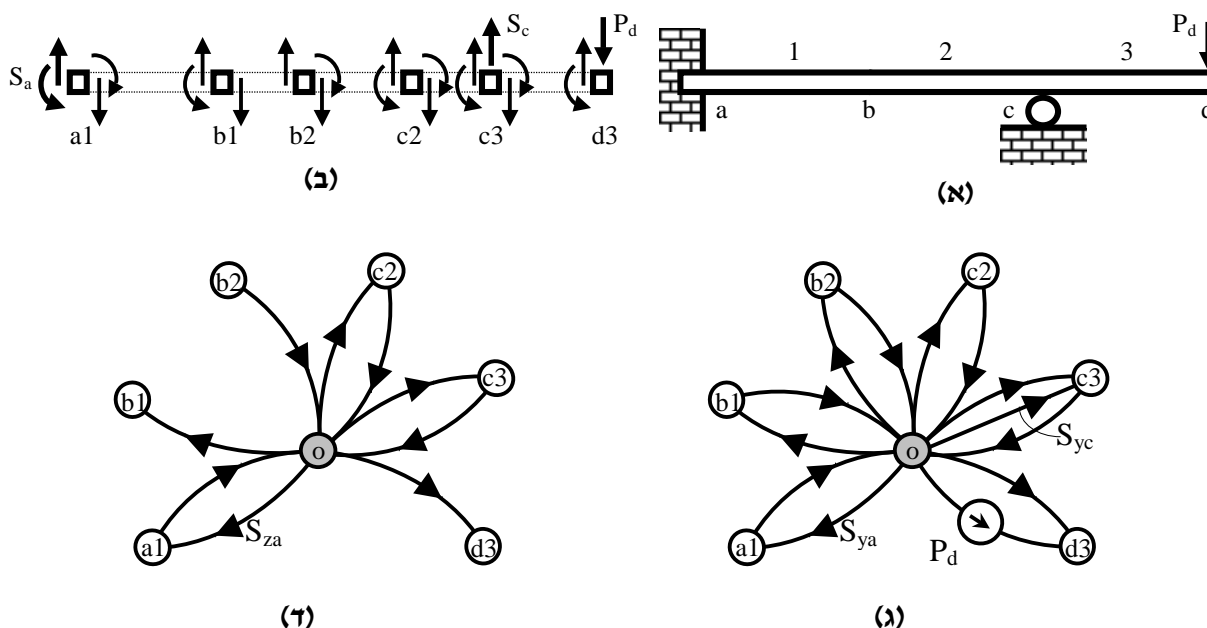 P_d
1 2 3
a b c
(א)
S_c P_d
S_a
a1 b1 b2 c2 c3 d3
(ב)
b2 c2
b1 c3
S_yc
o
a1 S_ya P_d d3
(ג)
b2 c2
b1 c3
o
a1 S_za d3
(ד)